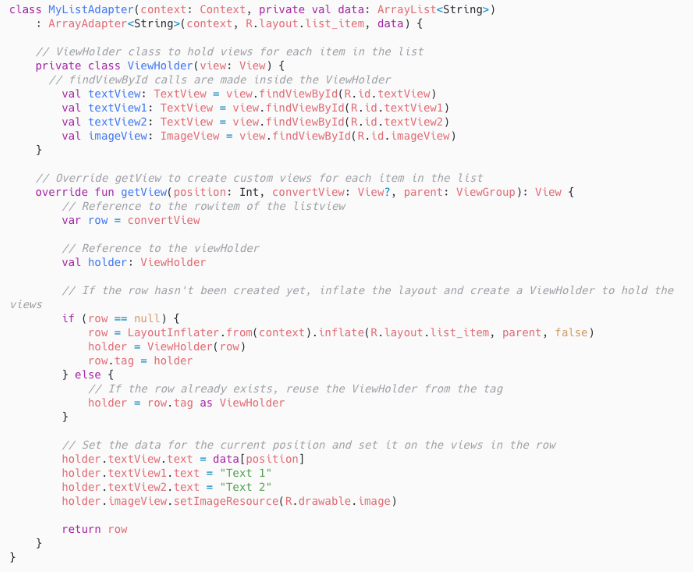 class MyListAdapter(context: Context, private val data: ArrayList<String>)
    : ArrayAdapter<String>(context, R.layout.list_item, data) {

    // ViewHolder class to hold views for each item in the list
    private class ViewHolder(view: View) {
      // findViewById calls are made inside the ViewHolder
        val textView: TextView = view.findViewById(R.id.textView)
        val textView1: TextView = view.findViewById(R.id.textView1)
        val textView2: TextView = view.findViewById(R.id.textView2)
        val imageView: ImageView = view.findViewById(R.id.imageView)
    }

    // Override getView to create custom views for each item in the list
    override fun getView(position: Int, convertView: View?, parent: ViewGroup): View {
        // Reference to the rowitem of the listview
        var row = convertView

        // Reference to the viewHolder
        val holder: ViewHolder

        // If the row hasn't been created yet, inflate the layout and create a ViewHolder to hold the
views
        if (row == null) {
            row = LayoutInflater.from(context).inflate(R.layout.list_item, parent, false)
            holder = ViewHolder(row)
            row.tag = holder
        } else {
            // If the row already exists, reuse the ViewHolder from the tag
            holder = row.tag as ViewHolder
        }

        // Set the data for the current position and set it on the views in the row
        holder.textView.text = data[position]
        holder.textView1.text = "Text 1"
        holder.textView2.text = "Text 2"
        holder.imageView.setImageResource(R.drawable.image)

        return row
    }
}